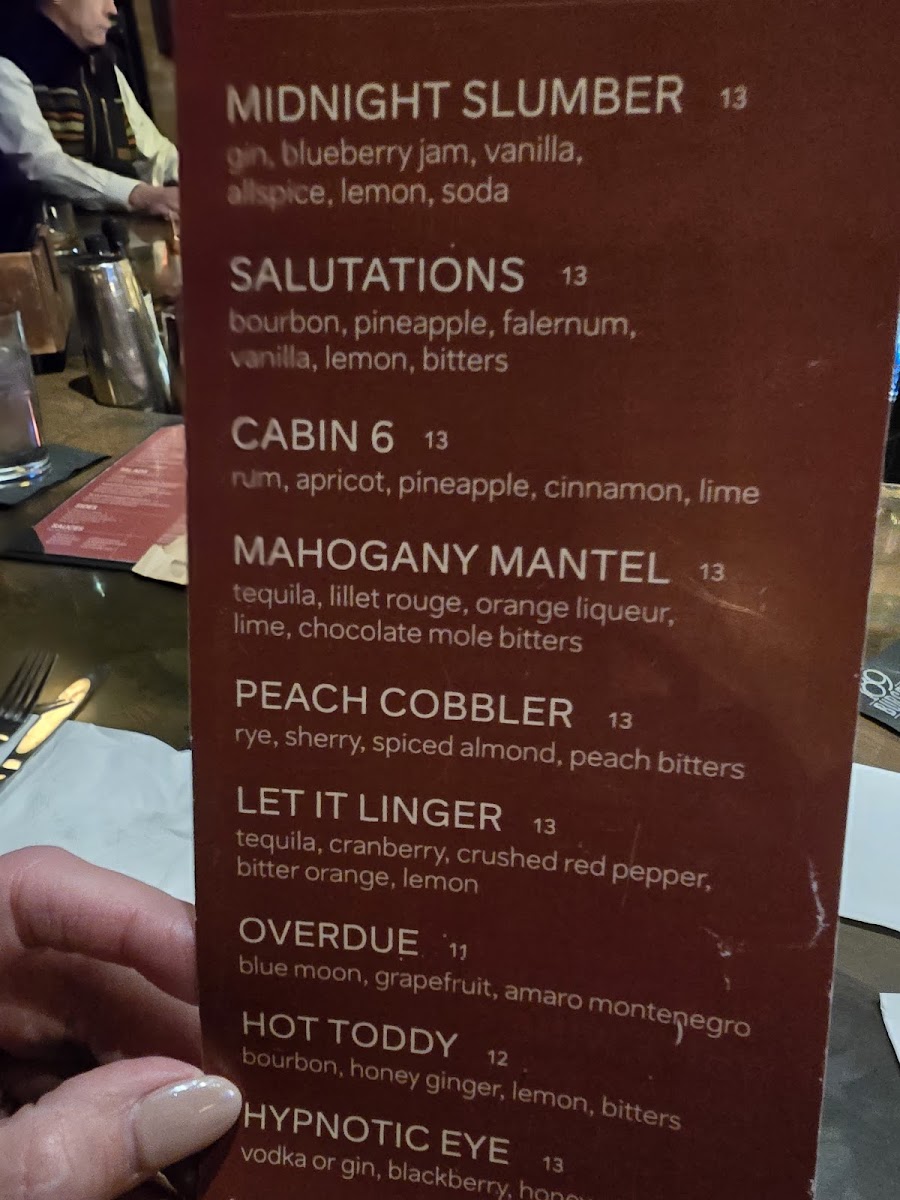 MIDNIGHT SLUMBER 13
gin, blueberry jam, vanilla,
allspice, lemon, soda
SALUTATIONS 13
bourbon, pineapple, falernum,
vanilla, lemon, bitters
CABIN 6 13
rum, apricot, pineapple, cinnamon, lime
MAHOGANY MANTEL 13
tequila, lillet rouge, orange liqueur,
lime, chocolate mole bitters
PEACH COBBLER 13
rye, sherry, spiced almond, peach bitters
LET IT LINGER 13
tequila, cranberry, crushed red pepper,
bitter orange, lemon
OVERDUE 11
blue moon, grapefruit, amaro montenegro
HOT TODDY 12
bourbon, honey ginger, lemon, bitters
HYPNOTIC EYE 13
vodka or gin, blackberry, honey
SAUCES